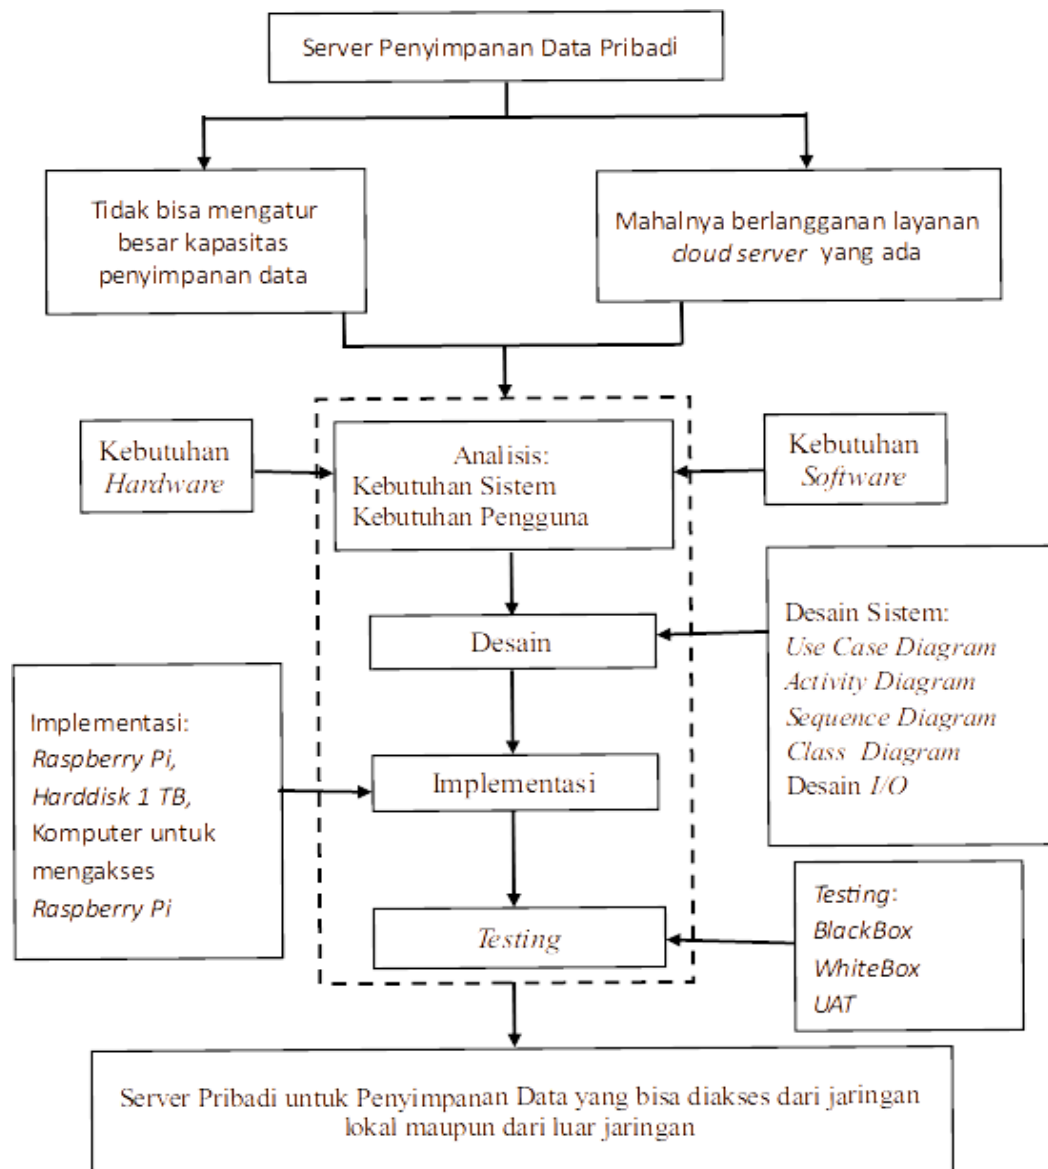 Server Penyimpanan Data Pribadi
Tidak bisa mengatur
besar kapasitas
penyimpanan data
Mahalnya berlangganan layanan
cloud server yang ada
Kebutuhan
Hardware
Analisis:
Kebutuhan Sistem
Kebutuhan Pengguna
Kebutuhan
Software
Desain
Desain Sistem:
Use Case Diagram
Activity Diagram
Sequence Diagram
Class Diagram
Desain I/O
Implementasi:
Raspberry Pi,
Harddisk 1 TB,
Komputer untuk
mengakses
Raspberry Pi
Implementasi
Testing
Testing:
BlackBox
WhiteBox
UAT
Server Pribadi untuk Penyimpanan Data yang bisa diakses dari jaringan
lokal maupun dari luar jaringan